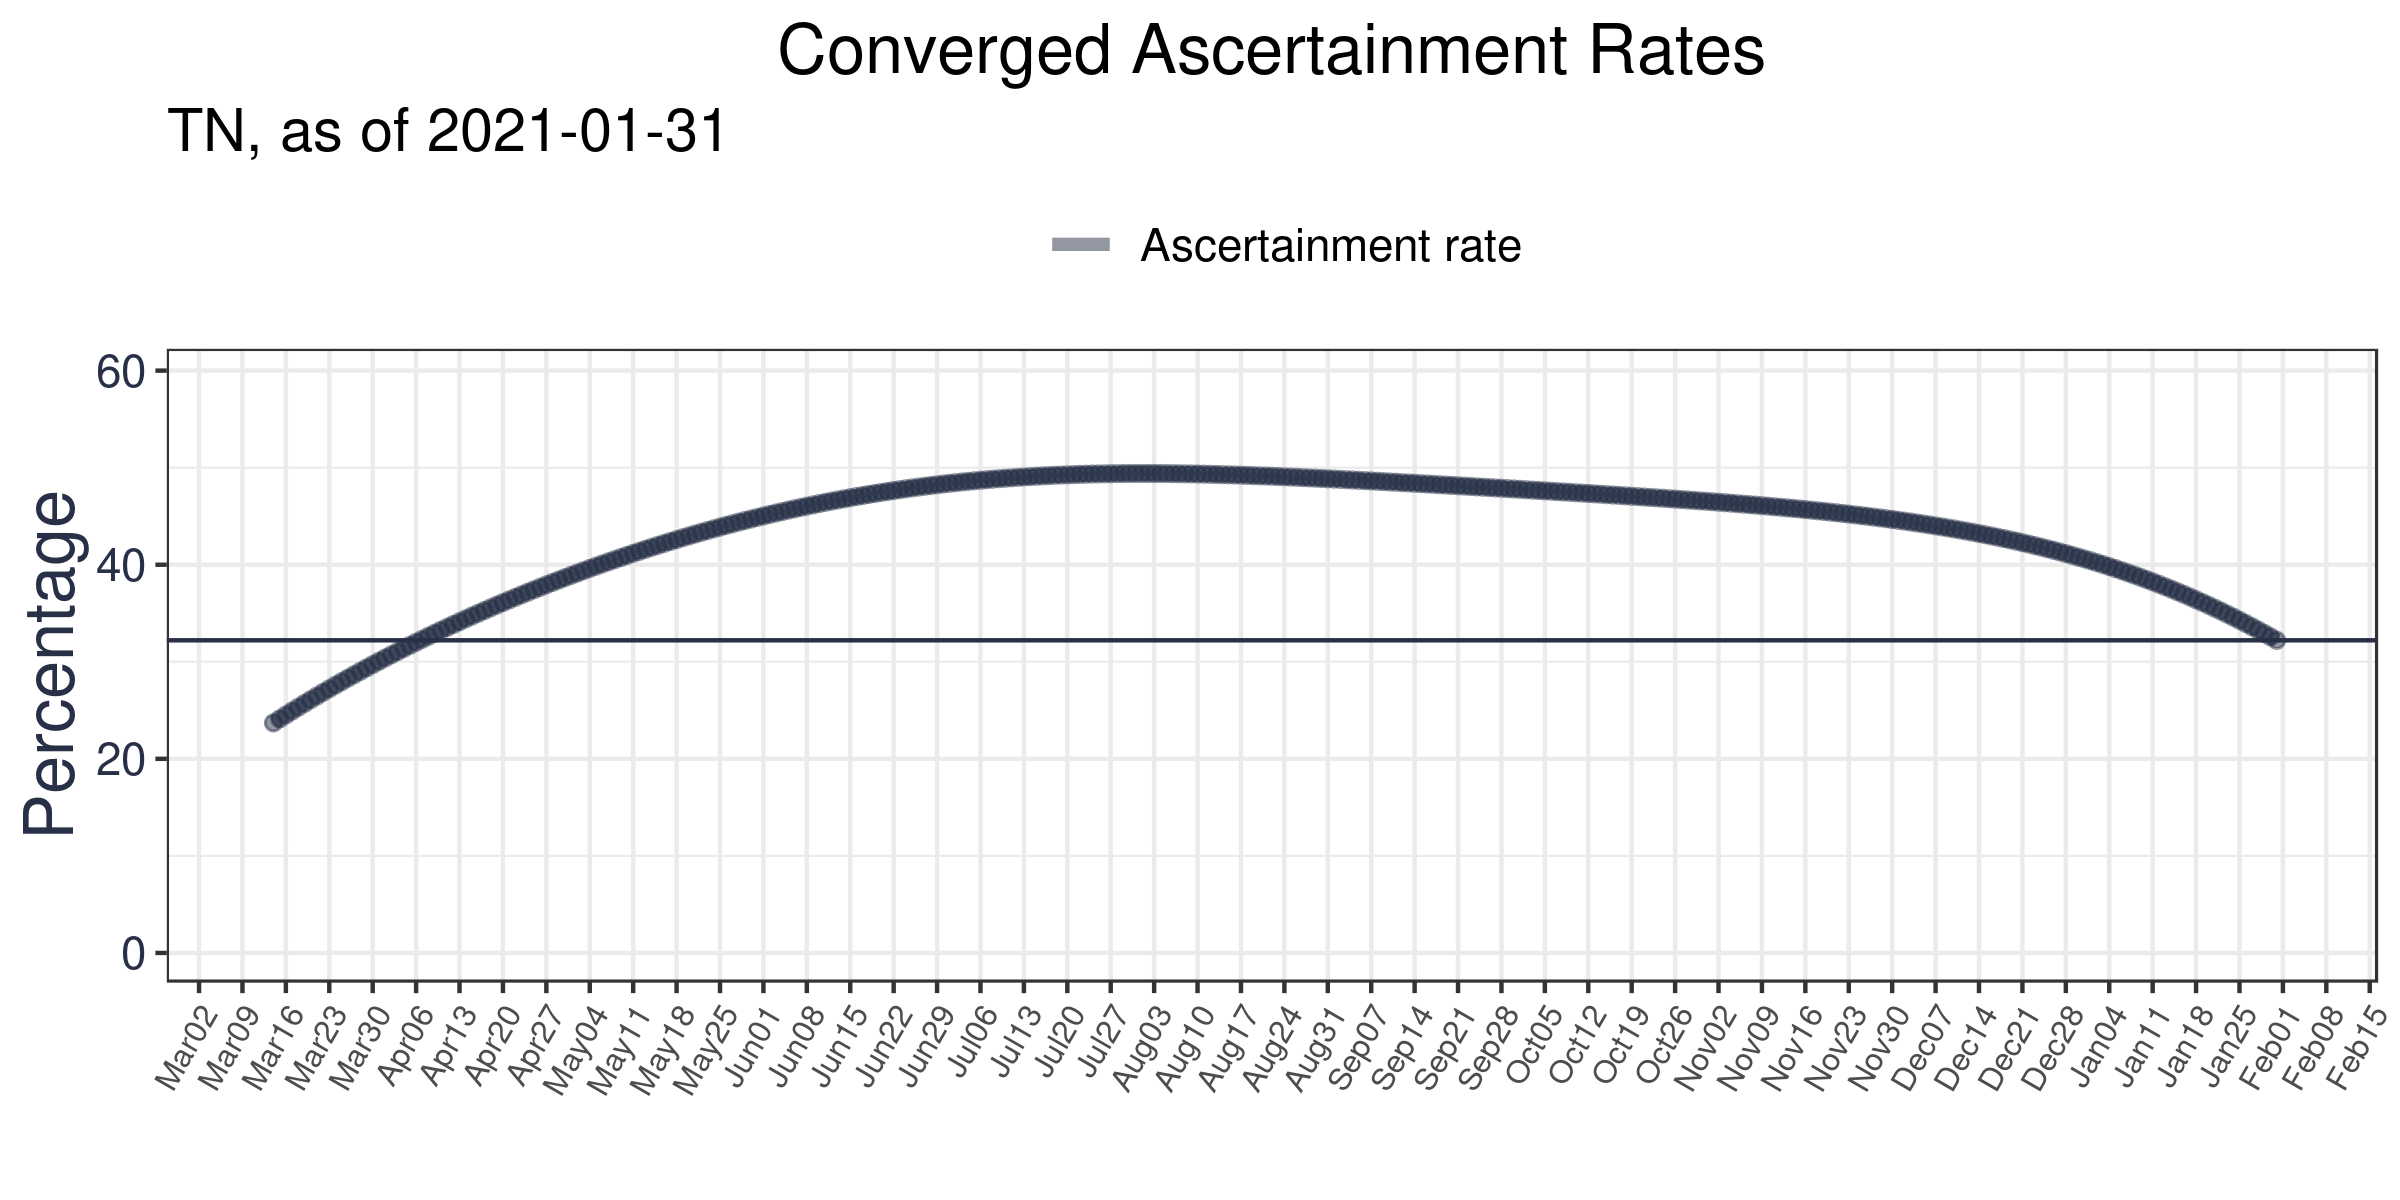 Converged Ascertainment Rates
TN, as of 2021-01-31
Ascertainment rate
Percentage
60
40
20
0
Mar02
Mar09
Mar16
Mar23
Mar30
Apr06
Apr13
Apr20
Apr27
May04
May11
May18
May25
Jun01
Jun08
Jun15
Jun22
Jun29
Jul06
Jul13
Jul20
Jul27
Aug03
Aug10
Aug17
Aug24
Aug31
Sep07
Sep14
Sep21
Sep28
Oct05
Oct12
Oct19
Oct26
Nov02
Nov09
Nov16
Nov23
Nov30
Dec07
Dec14
Dec21
Dec28
Jan04
Jan11
Jan18
Jan25
Feb01
Feb08
Feb15